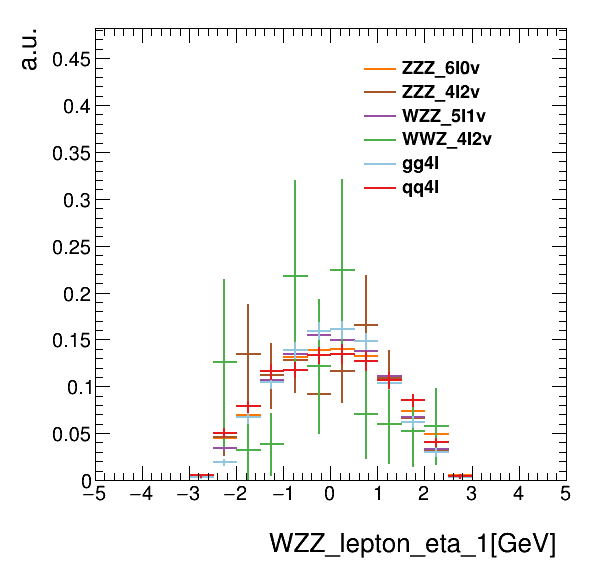 a.u.
0.45
0.4
0.35
0.3
0.25
0.2
0.15
0.1
0.05
0
ZZZ_6l0v
ZZZ_4l2v
WZZ_5l1v
WWZ_4l2v
gg4l
qq4l
−5 −4 −3 −2 −1 0 1 2 3 4 5
WZZ_lepton_eta_1[GeV]